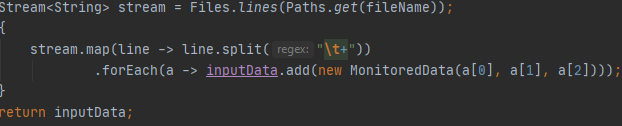 Stream<String> stream = Files.lines(Paths.get(fileName));
{
    stream.map(line -> line.split( regex: "\t+"))
            .forEach(a -> inputData.add(new MonitoredData(a[0], a[1], a[2])));
}
return inputData;